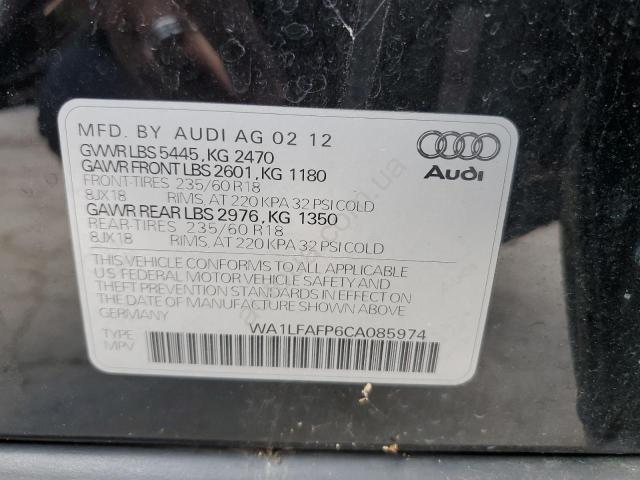 MFD. BY AUDI AG 02 12
GVWR LBS 5445, KG 2470
GAWR FRONT LBS 2601, KG 1180
FRONT-TIRES 235/60 R18
8JX18 RIMS, AT 220 KPA 32 PSI COLD
GAWR REAR LBS 2976, KG 1350
REAR-TIRES 235/60 R18
8JX18 RIMS, AT 220 KPA 32 PSI COLD
THIS VEHICLE CONFORMS TO ALL APPLICABLE
U S FEDERAL MOTOR VEHICLE SAFETY AND
THEFT PREVENTION STANDARDS IN EFFECT ON
THE DATE OF MANUFACTURE SHOWN ABOVE
GERMANY
WA1LFAFP6CA085974
TYPE
MPV
Audi